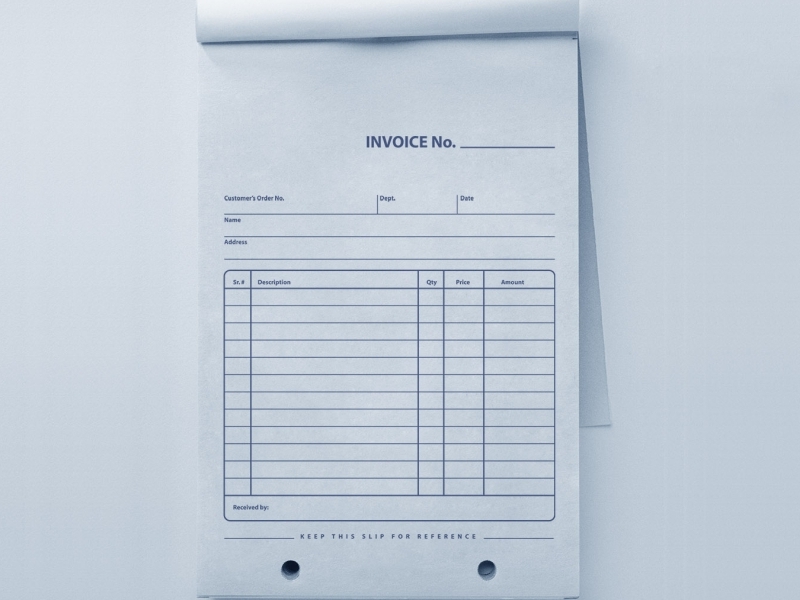 INVOICE No.
Customer's Order No. Dept. Date
Name
Address
Sr. # Description Qty Price Amount
Received by:
KEEP THIS SLIP FOR REFERENCE